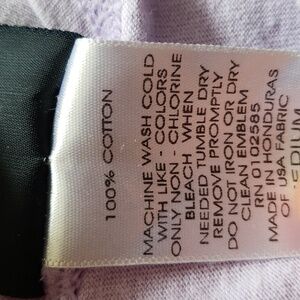 100% COTTON
MACHINE WASH COLD
WITH LIKE - COLORS
ONLY NON - CHLORINE
BLEACH WHEN
NEEDED TUMBLE DRY
REMOVE PROMPTLY
DO NOT IRON OR DRY
CLEAN EMBLEM
RN 0102585
MADE IN HONDURAS
OF USA FABRIC